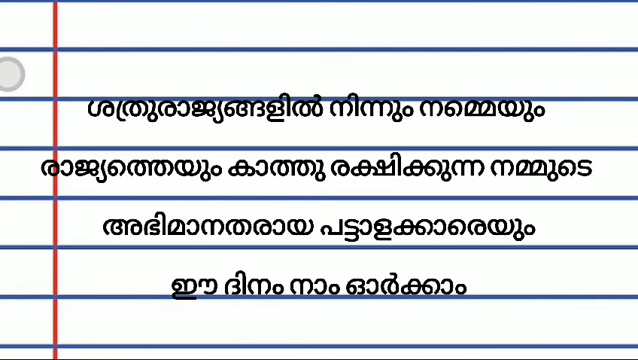 ശത്രുരാജ്യങ്ങളിൽ നിന്നും നമ്മെയും
രാജ്യത്തെയും കാത്തു രക്ഷിക്കുന്ന നമ്മുടെ
അഭിമാനതരായ പട്ടാളക്കാരെയും
ഈ ദിനം നാം ഓർക്കാം